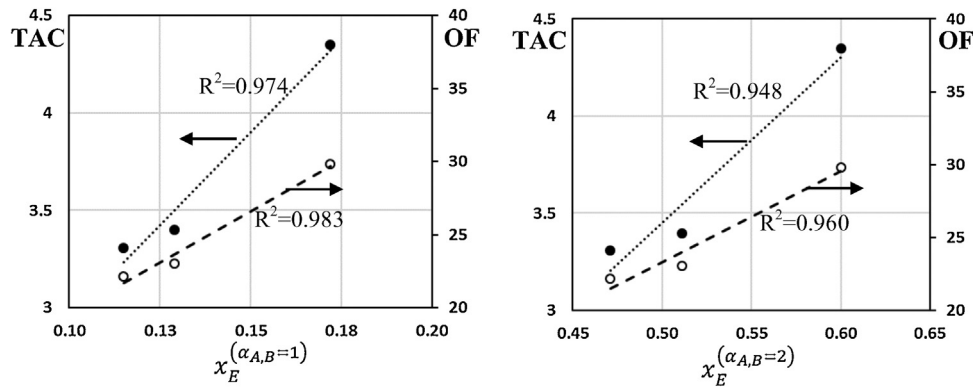 4.5
4
3.5
3
TAC
OF
40
35
30
25
20
R²=0.974
R²=0.983
0.10 0.13 0.15 0.18 0.20
x_E^(α_A,B=1)
4.5
4
3.5
3
TAC
OF
40
35
30
25
20
R²=0.948
R²=0.960
0.45 0.50 0.55 0.60 0.65
x_E^(α_A,B=2)